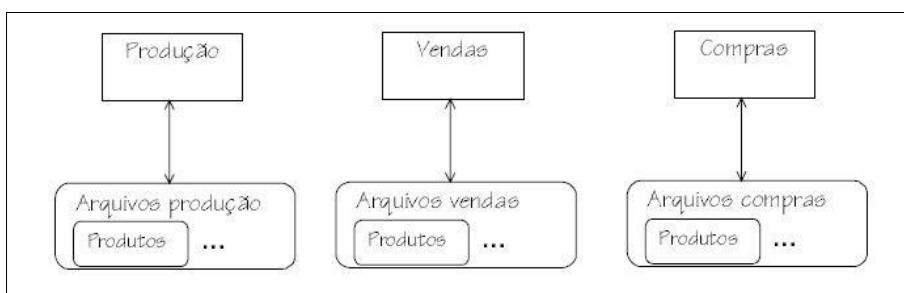 Produção
Vendas
Compras
Arquivos produção
Produtos ...
Arquivos vendas
Produtos ...
Arquivos compras
Produtos ...